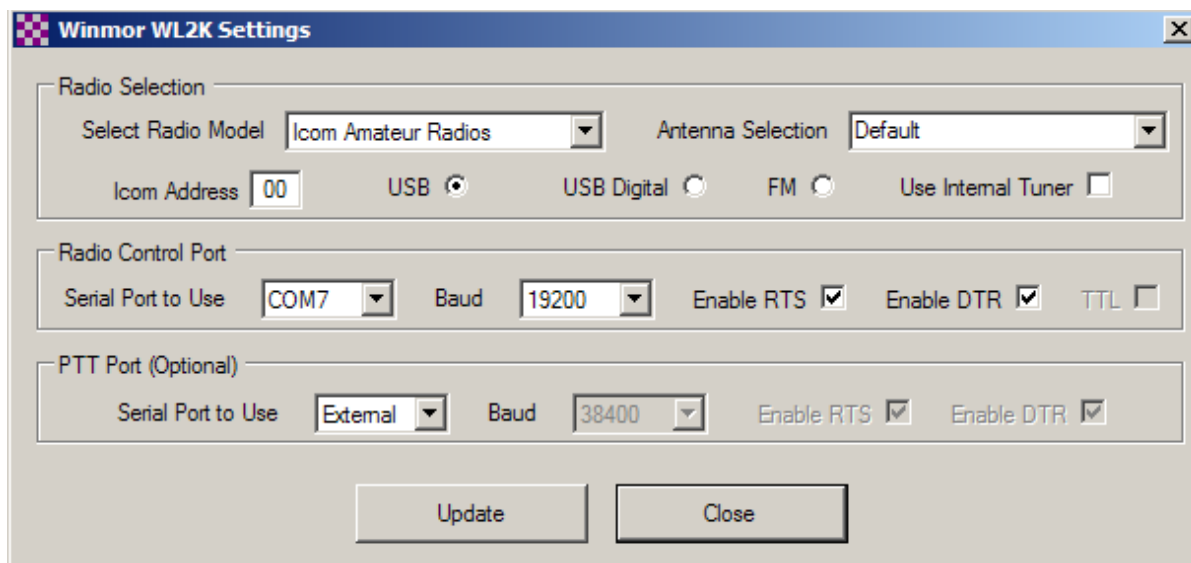 Winmor WL2K Settings
Radio Selection
Select Radio Model Icom Amateur Radios Antenna Selection Default
Icom Address 00 USB USB Digital FM Use Internal Tuner
Radio Control Port
Serial Port to Use COM7 Baud 19200 Enable RTS Enable DTR TTL
PTT Port (Optional)
Serial Port to Use External Baud 38400 Enable RTS Enable DTR
Update Close